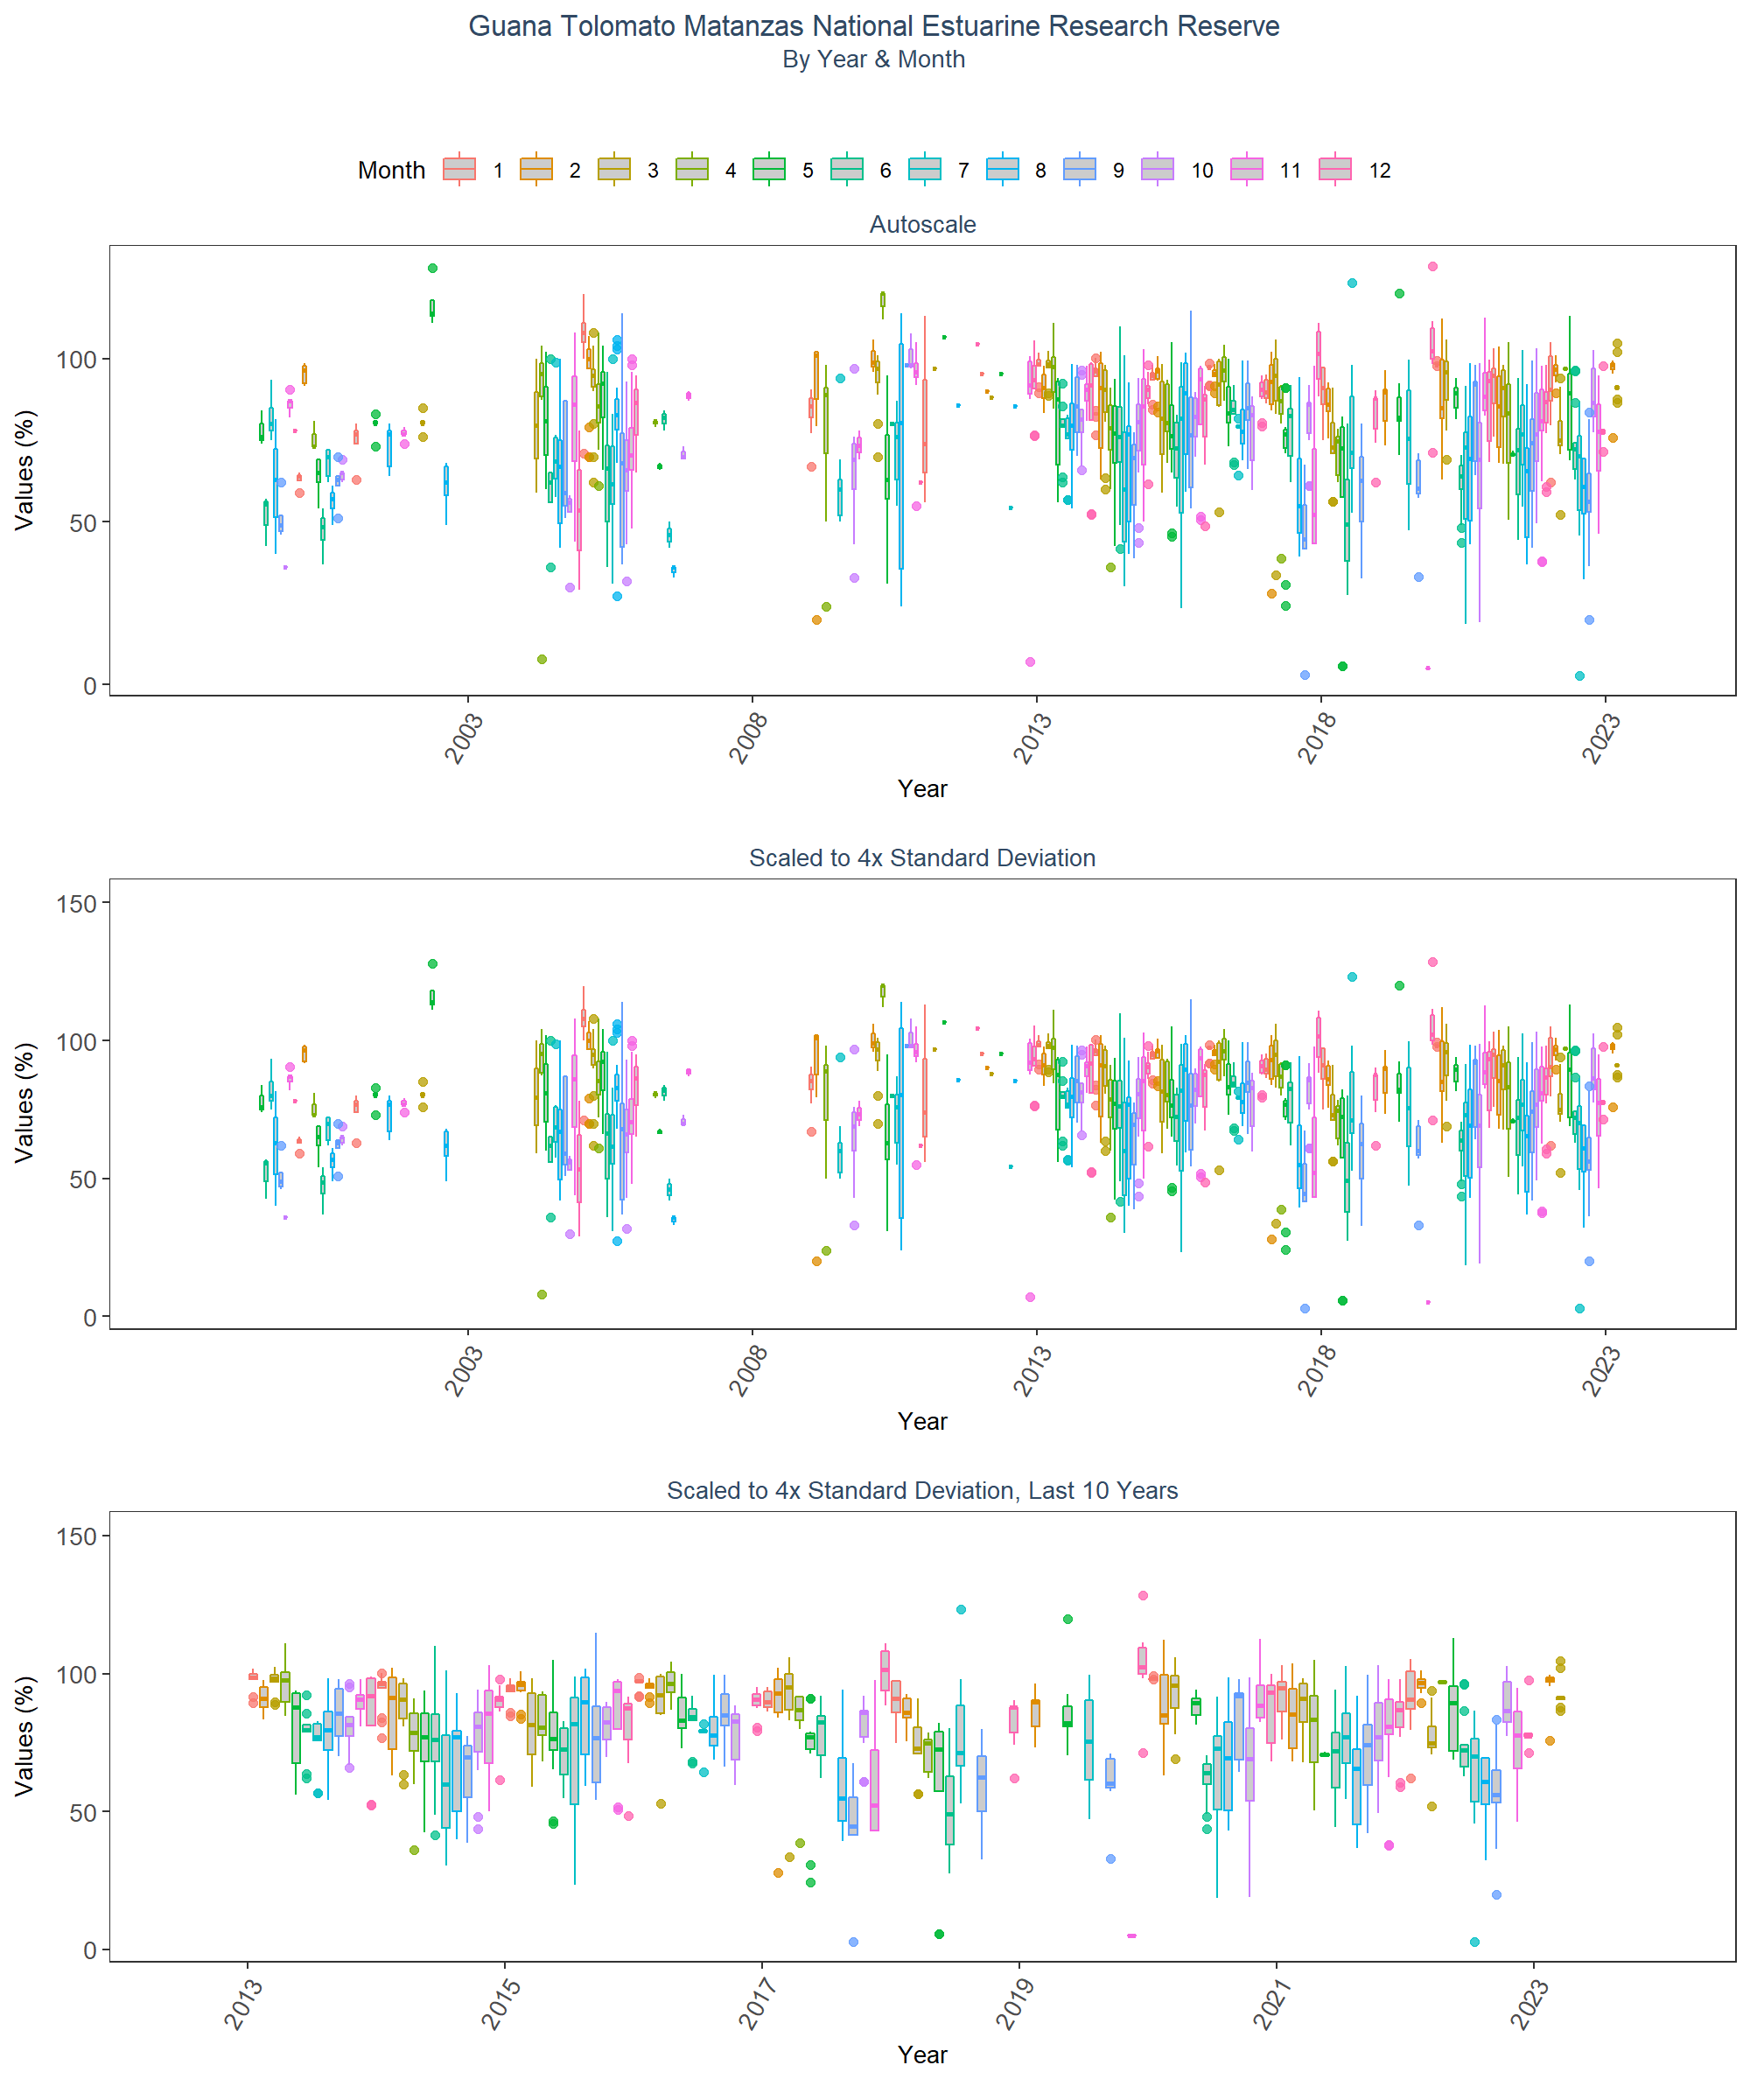 Guana Tolomato Matanzas National Estuarine Research Reserve
By Year & Month
Month 1 2 3 4 5 6 7 8 9 10 11 12
Autoscale
Values (%)
100
50
0
2003 2008 2013 2018 2023
Year
Scaled to 4x Standard Deviation
Values (%)
150
100
50
0
2003 2008 2013 2018 2023
Year
Scaled to 4x Standard Deviation, Last 10 Years
Values (%)
150
100
50
0
2013 2015 2017 2019 2021 2023
Year